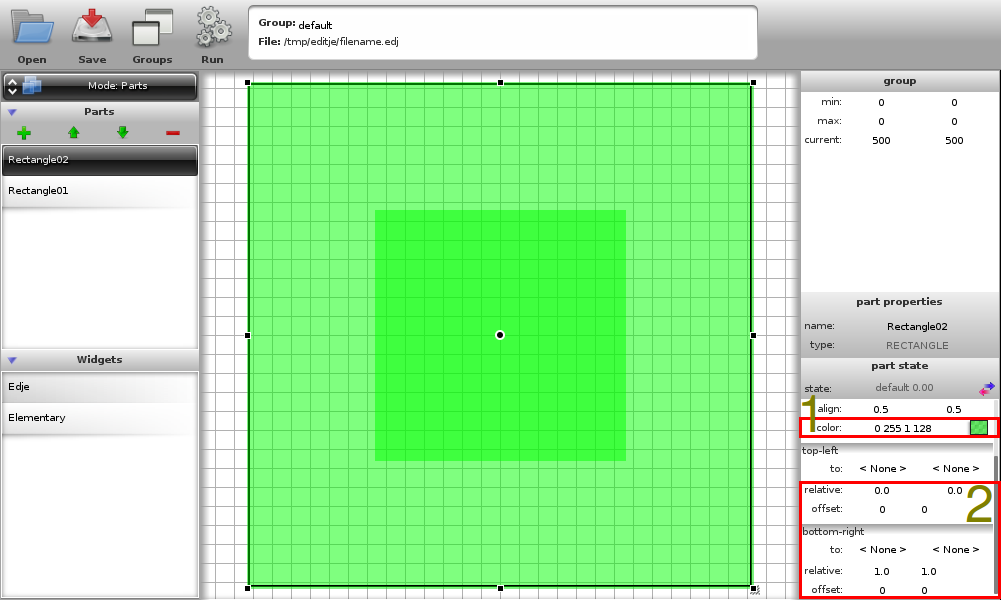 Open Save Groups Run
Group: default
File: /tmp/editje/filename.edj
Mode: Parts
Parts
Rectangle02
Rectangle01
Widgets
Edje
Elementary
group
min: 0 0
max: 0 0
current: 500 500
part properties
name: Rectangle02
type: RECTANGLE
part state
state: default 0.00
1
align: 0.5 0.5
color: 0 255 1 128
top-left
to: < None > < None >
relative: 0.0 0.0
2
offset: 0 0
bottom-right
to: < None > < None >
relative: 1.0 1.0
offset: 0 0